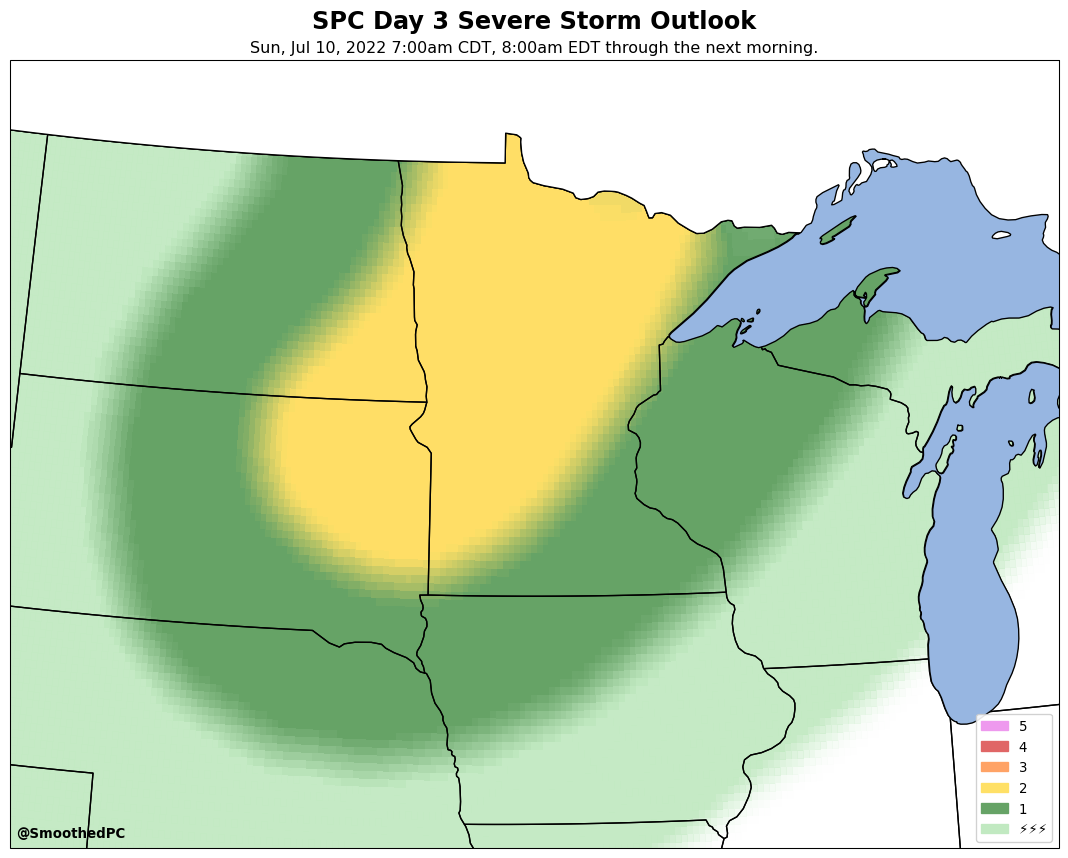 SPC Day 3 Severe Storm Outlook
Sun, Jul 10, 2022 7:00am CDT, 8:00am EDT through the next morning.
5
4
3
2
1
⚡⚡⚡
@SmoothedPC